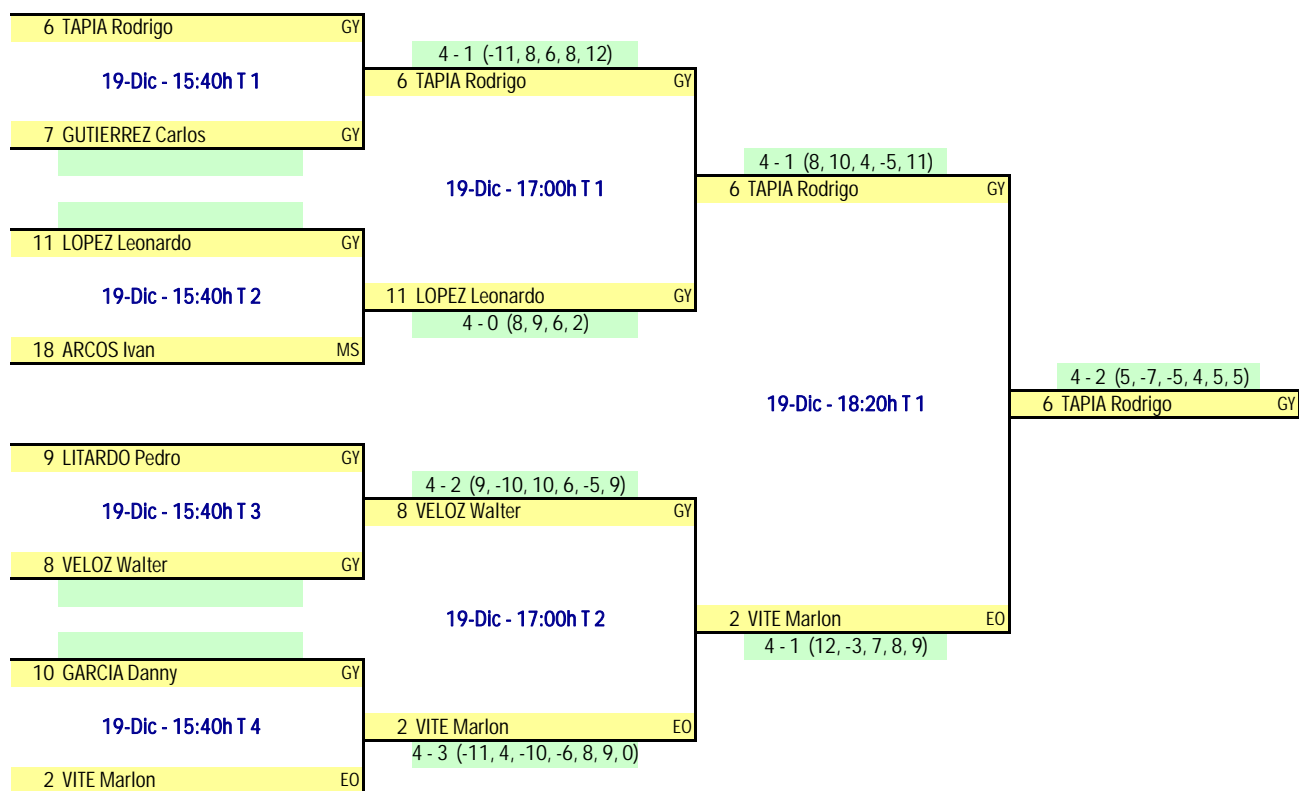 6 TAPIA Rodrigo GY
19-Dic - 15:40h T 1
7 GUTIERREZ Carlos GY
11 LOPEZ Leonardo GY
19-Dic - 15:40h T 2
18 ARCOS Ivan MS
9 LITARDO Pedro GY
19-Dic - 15:40h T 3
8 VELOZ Walter GY
10 GARCIA Danny GY
19-Dic - 15:40h T 4
2 VITE Marlon EO
4 - 1 (-11, 8, 6, 8, 12)
6 TAPIA Rodrigo GY
19-Dic - 17:00h T 1
11 LOPEZ Leonardo GY
4 - 0 (8, 9, 6, 2)
4 - 2 (9, -10, 10, 6, -5, 9)
8 VELOZ Walter GY
19-Dic - 17:00h T 2
2 VITE Marlon EO
4 - 3 (-11, 4, -10, -6, 8, 9, 0)
4 - 1 (8, 10, 4, -5, 11)
6 TAPIA Rodrigo GY
19-Dic - 18:20h T 1
2 VITE Marlon EO
4 - 1 (12, -3, 7, 8, 9)
4 - 2 (5, -7, -5, 4, 5, 5)
6 TAPIA Rodrigo GY